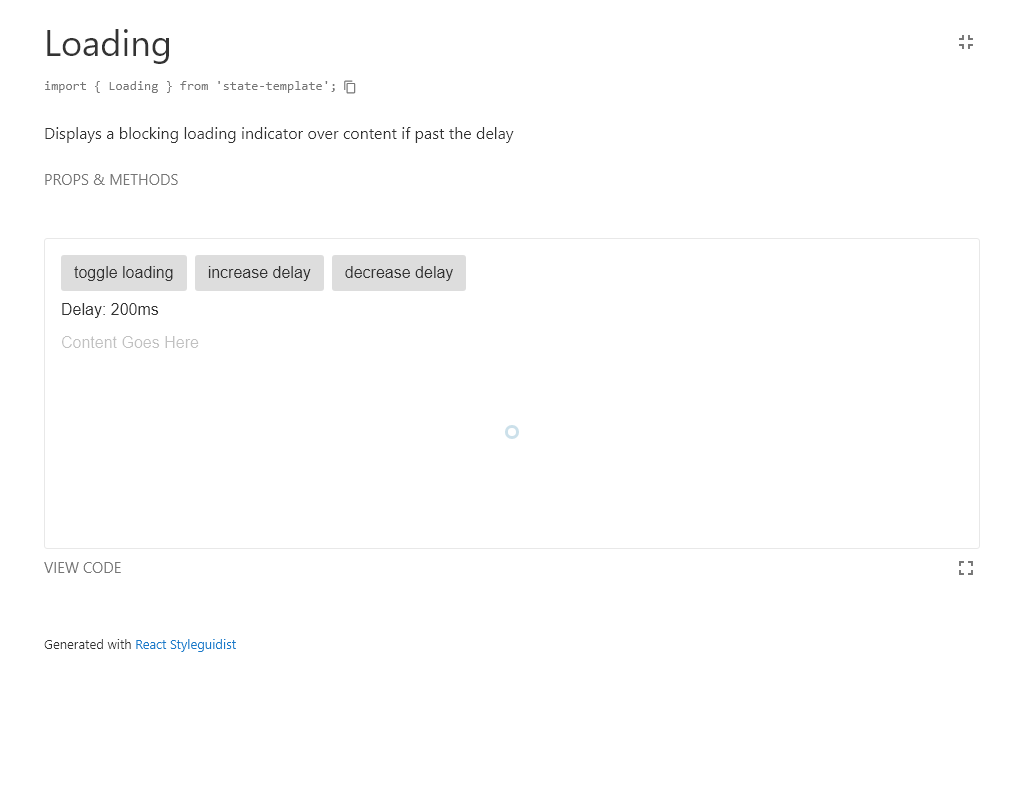 Loading
import { Loading } from 'state-template';
Displays a blocking loading indicator over content if past the delay
PROPS & METHODS
toggle loading increase delay decrease delay
Delay: 200ms
Content Goes Here
VIEW CODE
Generated with React Styleguidist